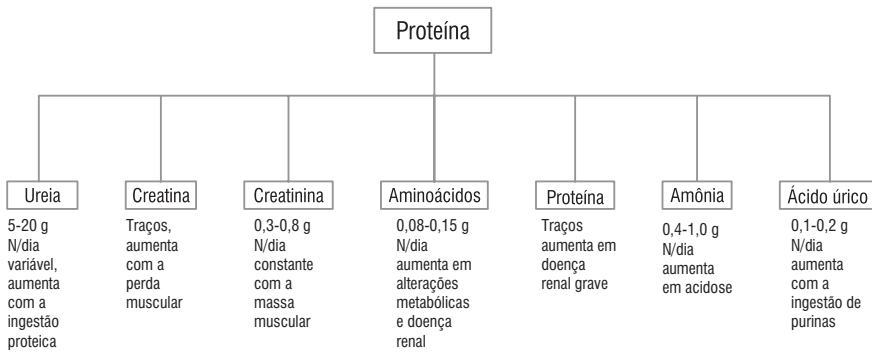 Proteína
Ureia
5-20 g
N/dia
variável,
aumenta
com a
ingestão
proteica
Creatina
Traços,
aumenta
com a
perda
muscular
Creatinina
0,3-0,8 g
N/dia
constante
com a
massa
muscular
Aminoácidos
0,08-0,15 g
N/dia
aumenta em
alterações
metabólicas
e doença
renal
Proteína
Traços
aumenta em
doença
renal grave
Amônia
0,4-1,0 g
N/dia
aumenta
em acidose
Ácido úrico
0,1-0,2 g
N/dia
aumenta
com a
ingestão de
purinas